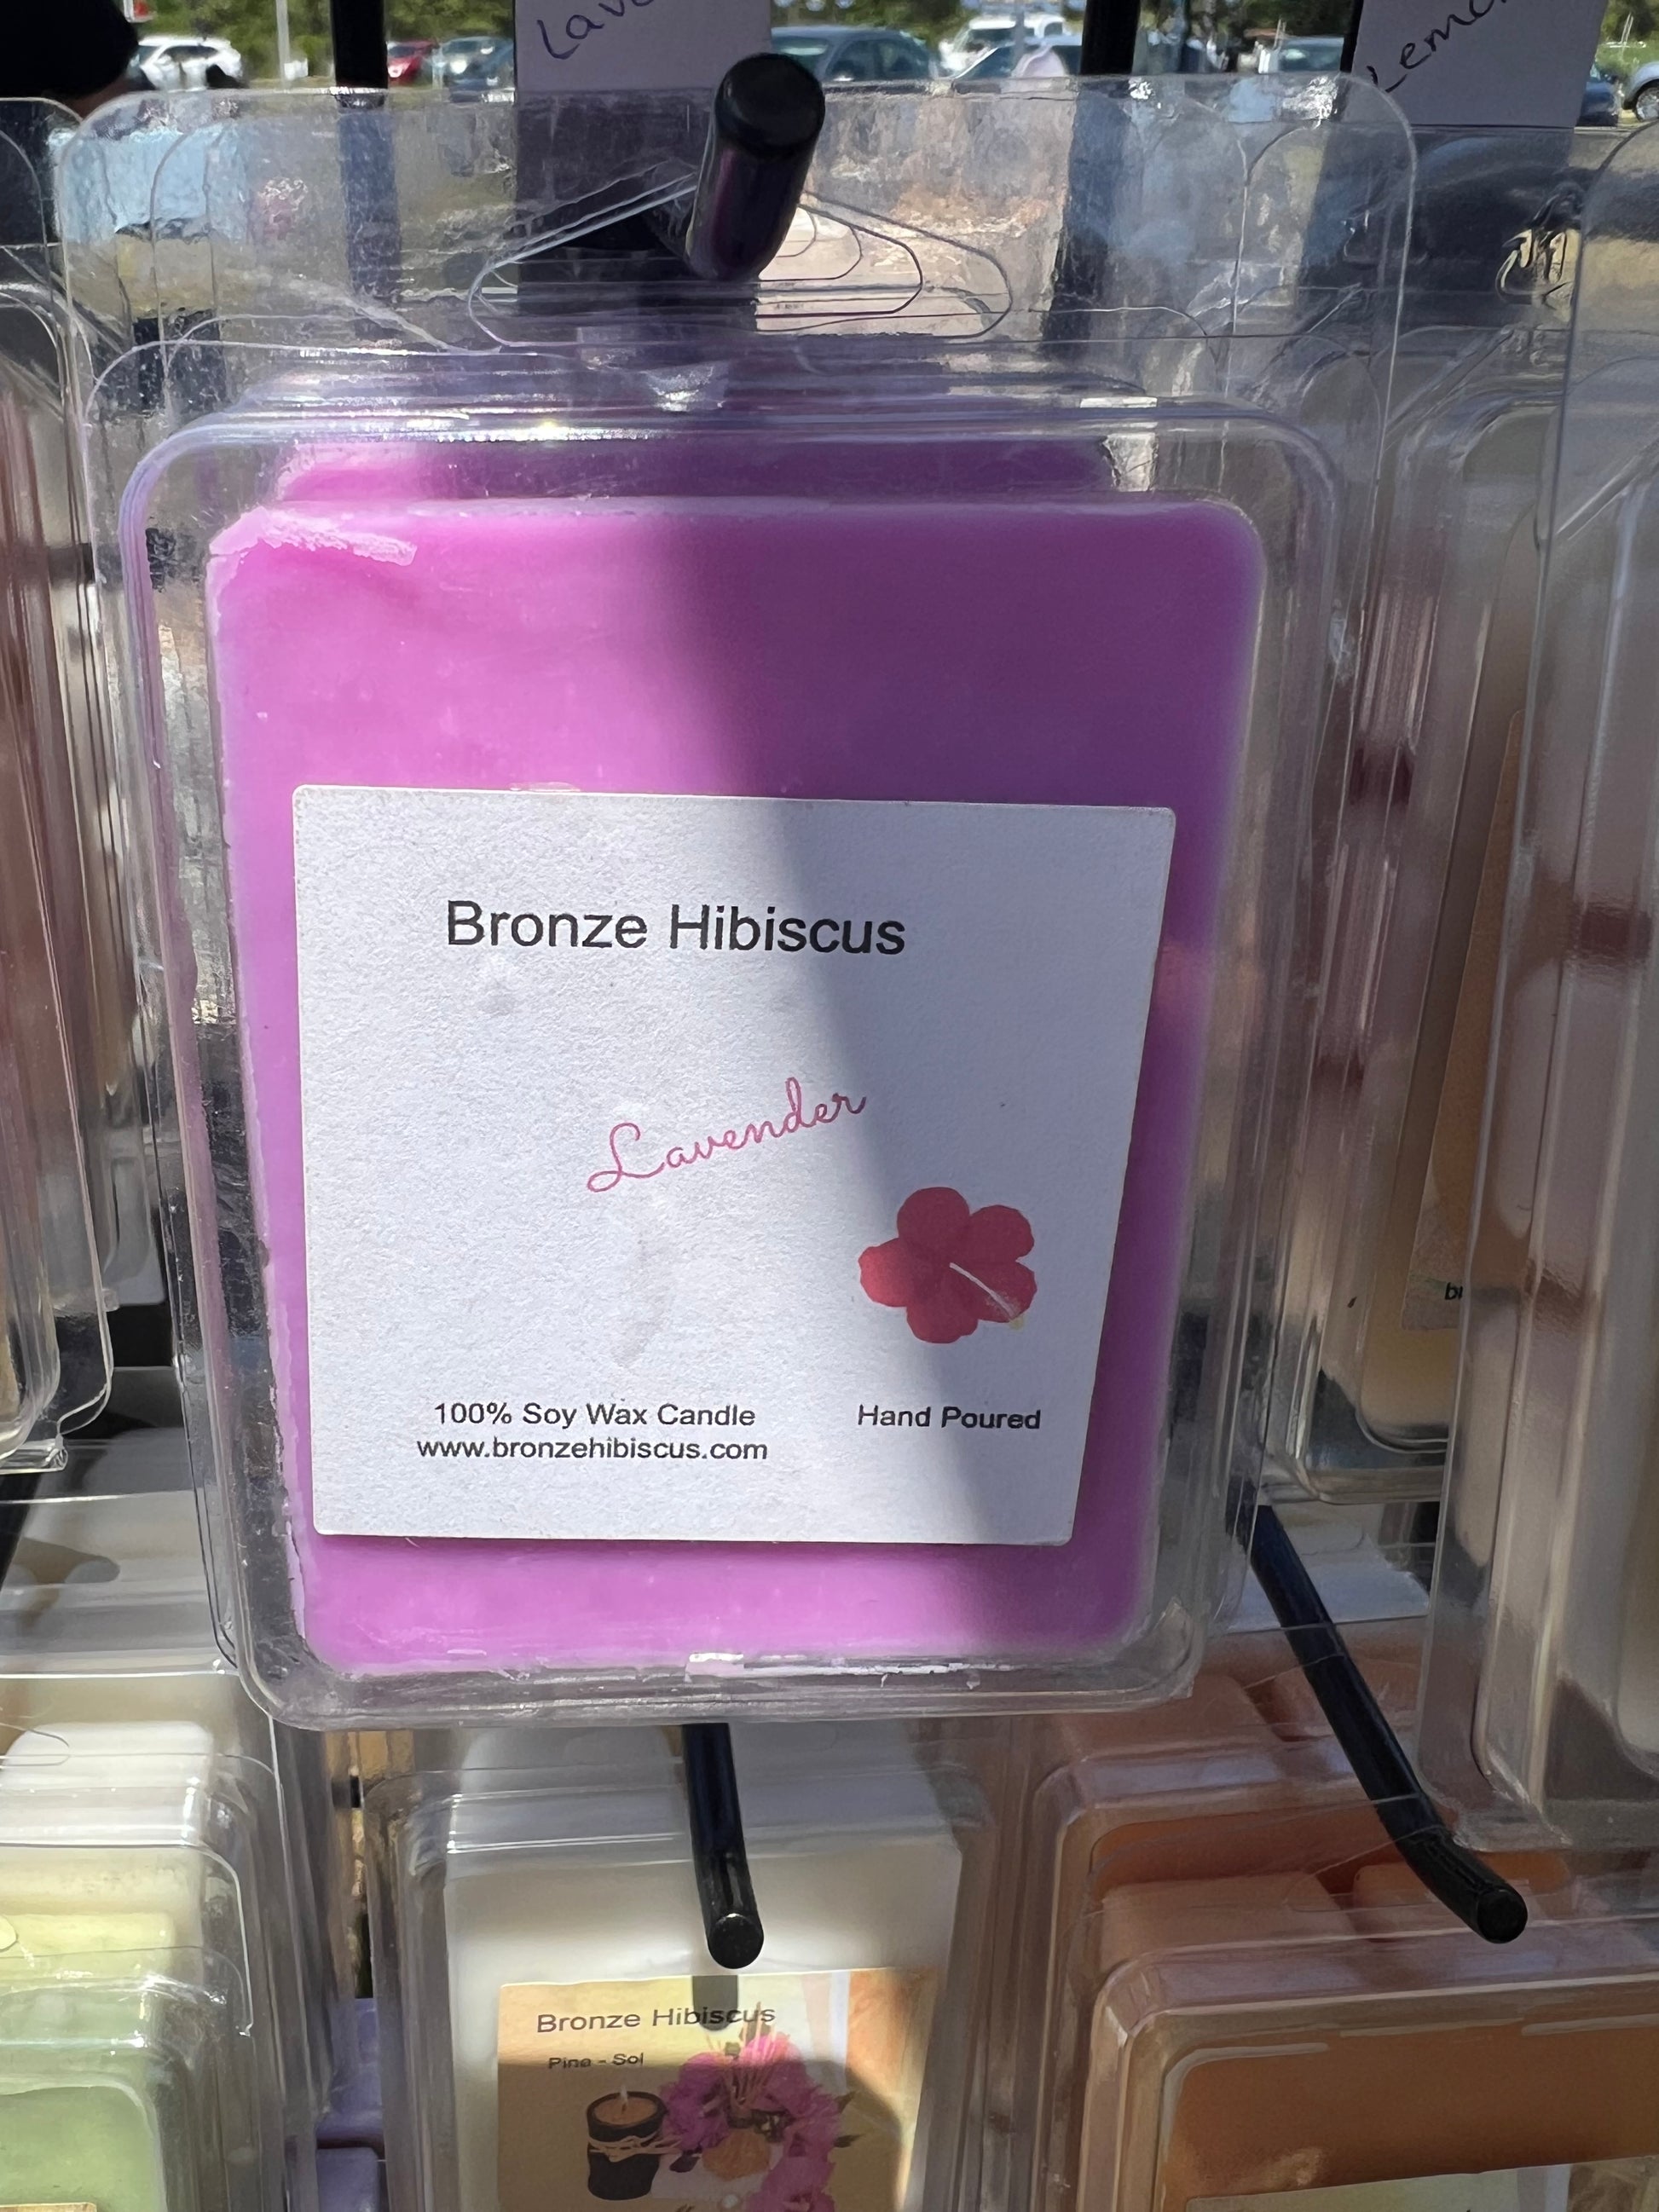 Bronze Hibiscus
Lavender
100% Soy Wax Candle
www.bronzehibiscus.com
Hand Poured
Bronze Hibiscus
Pine - Sol